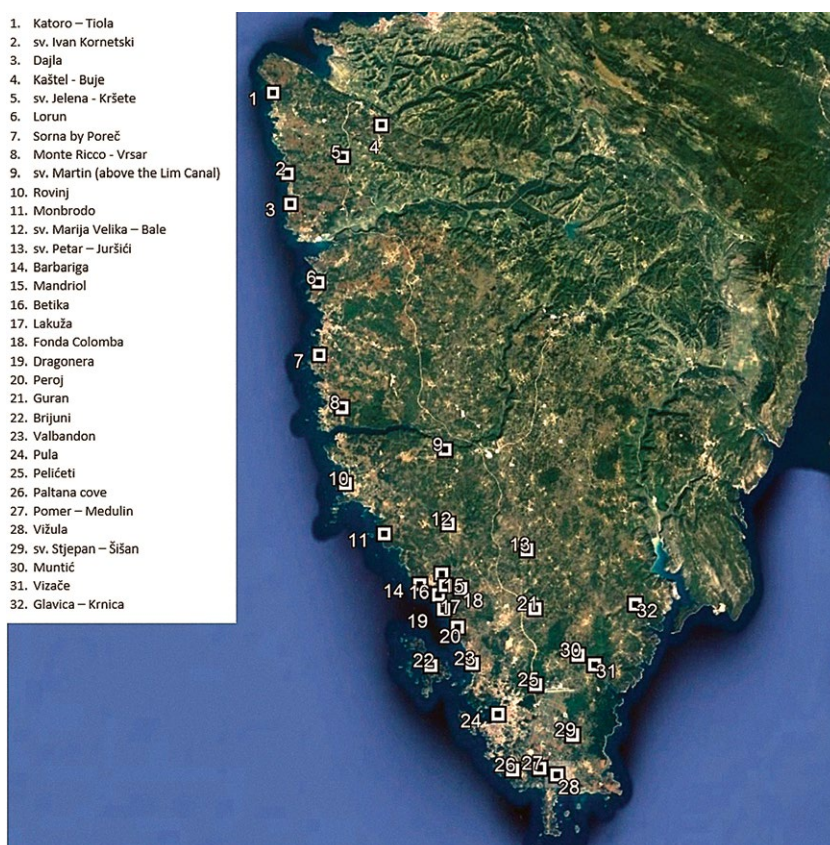 1. Katoro – Tiola
2. sv. Ivan Kornetski
3. Dajla
4. Kaštel - Buje
5. sv. Jelena - Kršete
6. Lorun
7. Sorna by Poreč
8. Monte Ricco - Vrsar
9. sv. Martin (above the Lim Canal)
10. Rovinj
11. Monbrodo
12. sv. Marija Velika – Bale
13. sv. Petar – Juršići
14. Barbariga
15. Mandriol
16. Betika
17. Lakuža
18. Fonda Colomba
19. Dragonera
20. Peroj
21. Guran
22. Brijuni
23. Valbandon
24. Pula
25. Pelićeti
26. Paltana cove
27. Pomer – Medulin
28. Vižula
29. sv. Stjepan – Šišan
30. Muntić
31. Vizače
32. Glavica – Krnica
1
4
5
2
3
6
7
8
9
10
12
11
13
14
16
15
18
17
19
21
32
20
22
23
30
31
25
24
29
26
27
28